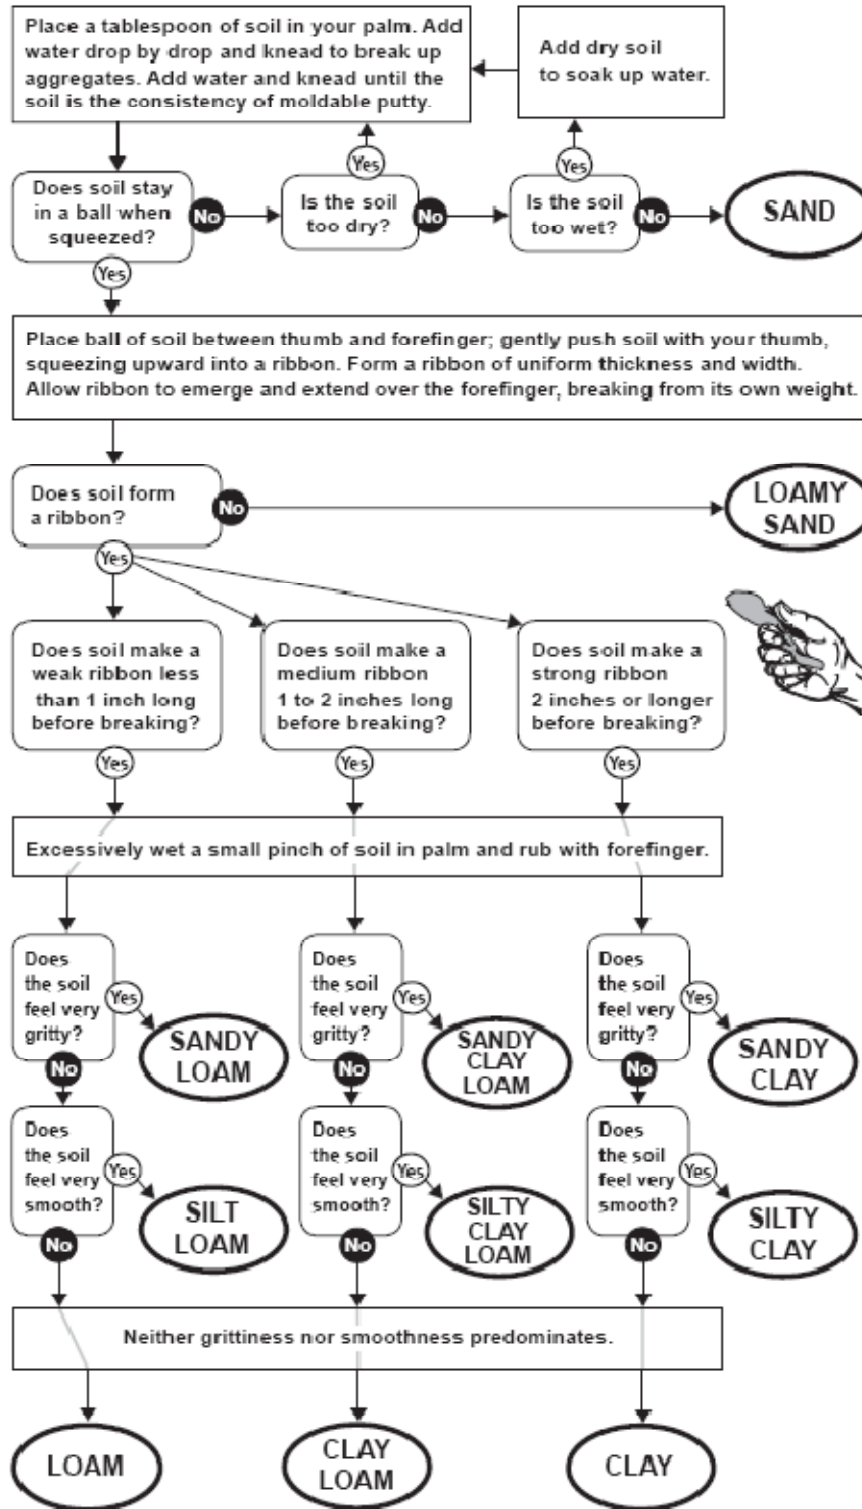 Place a tablespoon of soil in your palm. Add
water drop by drop and knead to break up
aggregates. Add water and knead until the
soil is the consistency of moldable putty.
Add dry soil
to soak up water.
Yes
Yes
Does soil stay
in a ball when
squeezed?
No
Is the soil
too dry?
No
Is the soil
too wet?
No
SAND
Yes
Place ball of soil between thumb and forefinger; gently push soil with your thumb,
squeezing upward into a ribbon. Form a ribbon of uniform thickness and width.
Allow ribbon to emerge and extend over the forefinger, breaking from its own weight.
Does soil form
a ribbon?
No
LOAMY
SAND
Yes
Does soil make a
weak ribbon less
than 1 inch long
before breaking?
Does soil make a
medium ribbon
1 to 2 inches long
before breaking?
Does soil make a
strong ribbon
2 inches or longer
before breaking?
Yes
Yes
Yes
Excessively wet a small pinch of soil in palm and rub with forefinger.
Does
the soil
feel very
gritty?
Yes
SANDY
LOAM
Does
the soil
feel very
gritty?
Yes
SANDY
CLAY
LOAM
Does
the soil
feel very
gritty?
Yes
SANDY
CLAY
No
No
No
Does
the soil
feel very
smooth?
Yes
SILT
LOAM
Does
the soil
feel very
smooth?
Yes
SILTY
CLAY
LOAM
Does
the soil
feel very
smooth?
Yes
SILTY
CLAY
No
No
No
Neither grittiness nor smoothness predominates.
LOAM
CLAY
LOAM
CLAY